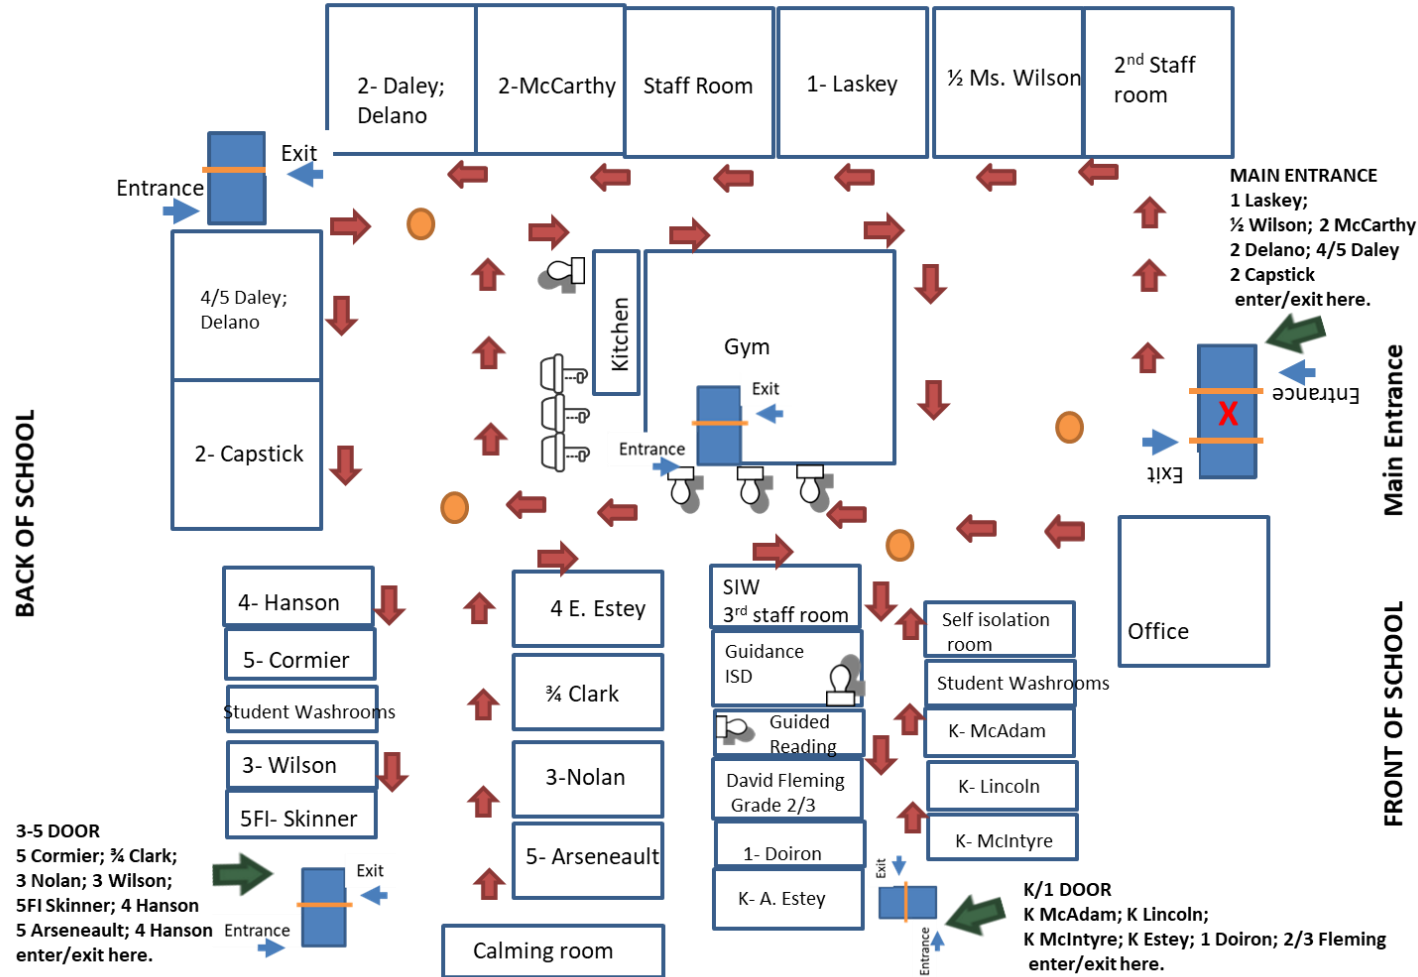 2- Daley;
Delano
2-McCarthy
Staff Room
1- Laskey
½ Ms. Wilson
2nd Staff
room
Exit
Entrance
MAIN ENTRANCE
1 Laskey;
½ Wilson; 2 McCarthy
2 Delano; 4/5 Daley
2 Capstick
enter/exit here.
4/5 Daley;
Delano
Kitchen
Gym
Exit
Entrance
Entrance
X
Exit
Main Entrance
2- Capstick
BACK OF SCHOOL
4- Hanson
5- Cormier
Student Washrooms
3- Wilson
5FI- Skinner
4 E. Estey
¾ Clark
3-Nolan
5- Arseneault
Calming room
SIW
3rd staff room
Guidance
ISD
Guided
Reading
David Fleming
Grade 2/3
1- Doiron
K- A. Estey
Self isolation
room
Student Washrooms
K- McAdam
K- Lincoln
K- McIntyre
Office
FRONT OF SCHOOL
3-5 DOOR
5 Cormier; ¾ Clark;
3 Nolan; 3 Wilson;
5FI Skinner; 4 Hanson
5 Arseneault; 4 Hanson
enter/exit here.
Exit
Entrance
Exit
Entrance
K/1 DOOR
K McAdam; K Lincoln;
K McIntyre; K Estey; 1 Doiron; 2/3 Fleming
enter/exit here.